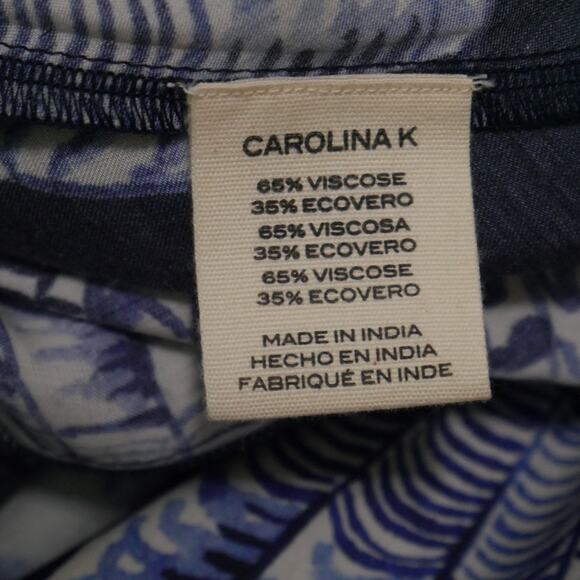 CAROLINA K
65% VISCOSE
35% ECOVERO
65% VISCOSA
35% ECOVERO
65% VISCOSE
35% ECOVERO
MADE IN INDIA
HECHO EN INDIA
FABRIQUÉ EN INDE